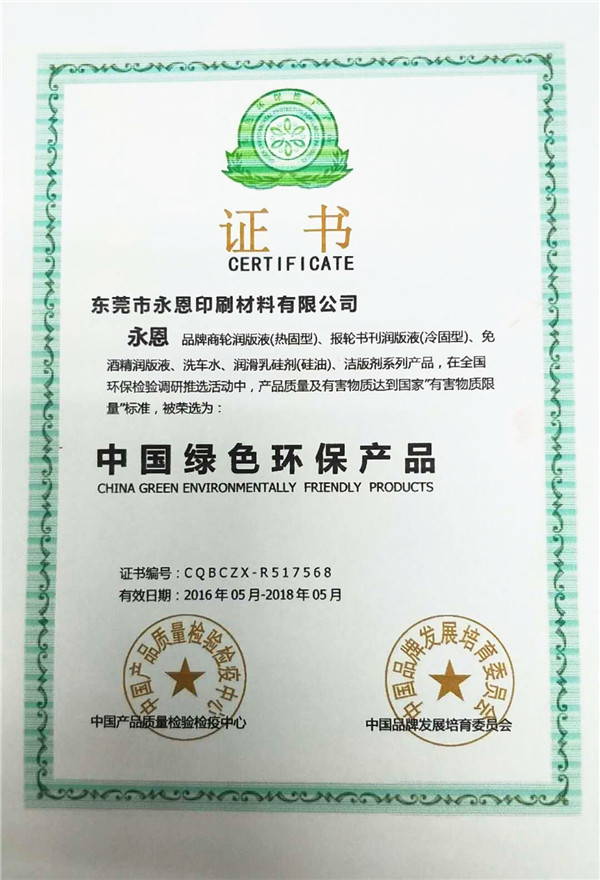 环保推广
证书
CERTIFICATE
东莞市永恩印刷材料有限公司
永恩 品牌商轮润版液(热固型)、报轮书刊润版液(冷固型)、免
酒精润版液、洗车水、润滑乳硅剂(硅油)、洁版剂系列产品，在全国
环保检验调研推选活动中，产品质量及有害物质达到国家"有害物质限
量"标准，被荣选为：
中国绿色环保产品
CHINA GREEN ENVIRONMENTALLY FRIENDLY PRODUCTS
证书编号：CQBCZX-R517568
有效日期：2016年05月-2018年05月
中国产品质量检验检疫中心
中国品牌发展培育委员会
中国产品质量检验检疫中心
中国品牌发展培育委员会